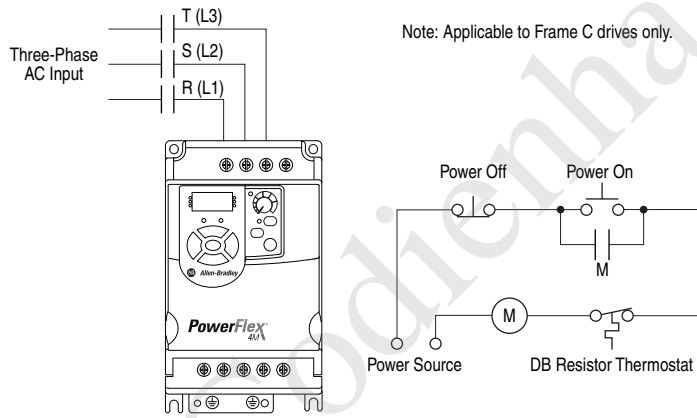 T (L3)
Note: Applicable to Frame C drives only.
Three-Phase
AC Input
S (L2)
R (L1)
Power Off
Power On
M
Allen-Bradley
PowerFlex
4M
M
Power Source
DB Resistor Thermostat
Codienha